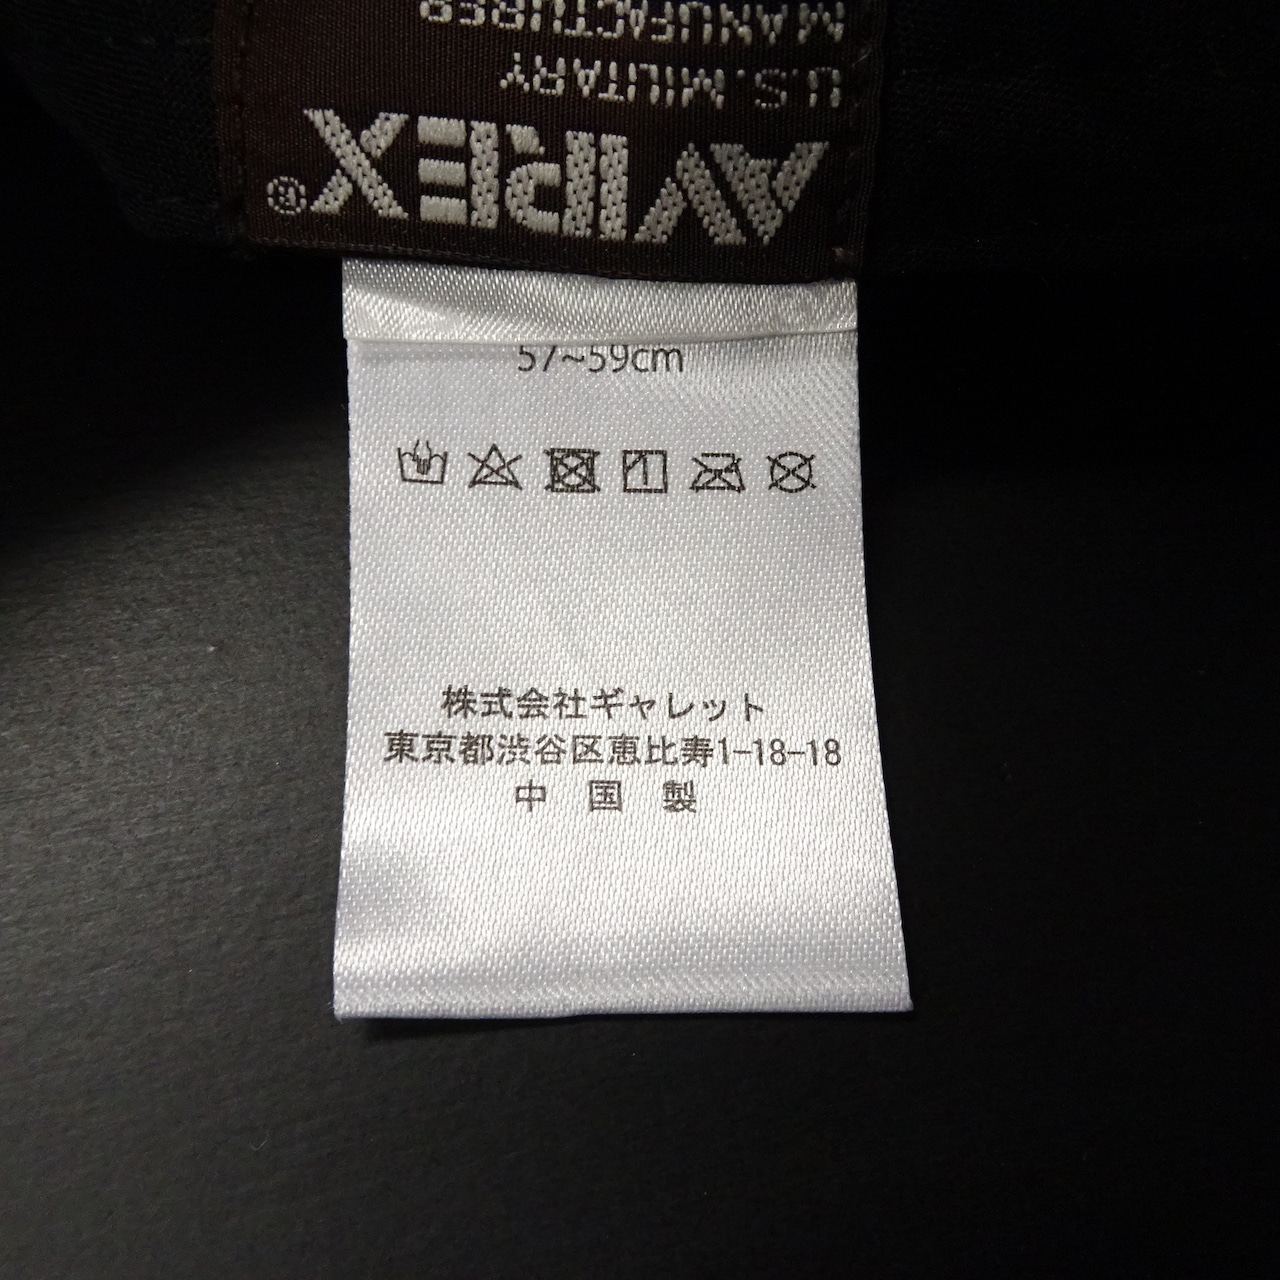 MANUFACTURER
U.S. MILITARY
AVIREX®
57~59cm
株式会社ギャレット
東京都渋谷区恵比寿1-18-18
中国製